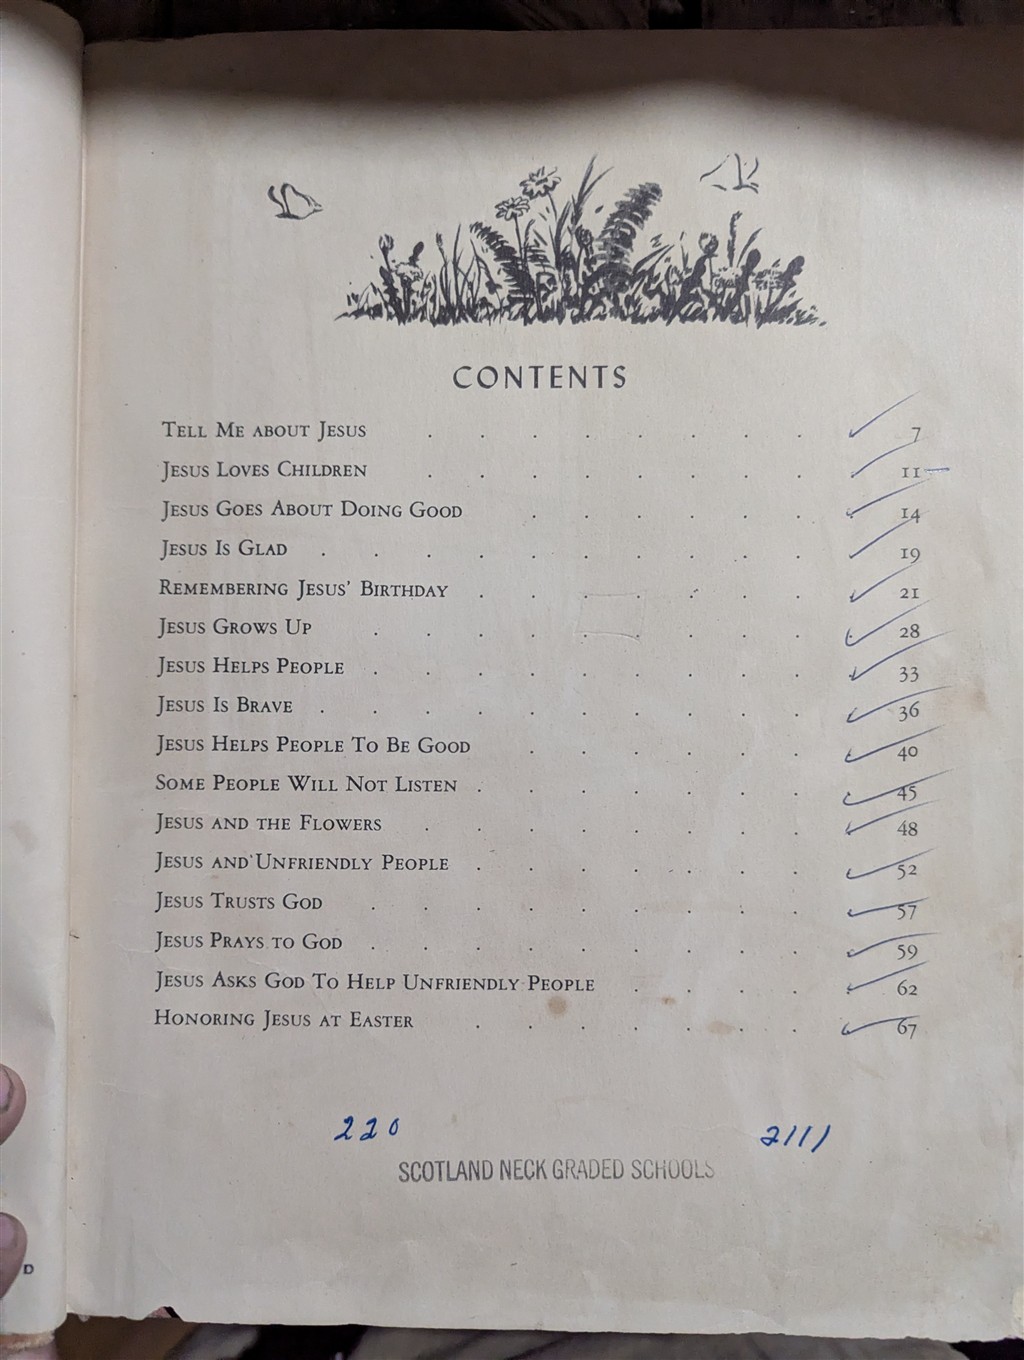 CONTENTS
TELL ME ABOUT JESUS . . . . . . . . 7
JESUS LOVES CHILDREN . . . . . . . . 11
JESUS GOES ABOUT DOING GOOD . . . . . . 14
JESUS IS GLAD . . . . . . . . . . 19
REMEMBERING JESUS' BIRTHDAY . . . . . . . 21
JESUS GROWS UP . . . . . . . . . 28
JESUS HELPS PEOPLE . . . . . . . . . 33
JESUS IS BRAVE . . . . . . . . . . 36
JESUS HELPS PEOPLE TO BE GOOD . . . . . . 40
SOME PEOPLE WILL NOT LISTEN . . . . . . . 45
JESUS AND THE FLOWERS . . . . . . . . 48
JESUS AND UNFRIENDLY PEOPLE . . . . . . . 52
JESUS TRUSTS GOD . . . . . . . . . 57
JESUS PRAYS TO GOD . . . . . . . . . 59
JESUS ASKS GOD TO HELP UNFRIENDLY PEOPLE . . . . 62
HONORING JESUS AT EASTER . . . . . . . 67
220 2111
SCOTLAND NECK GRADED SCHOOLS
D